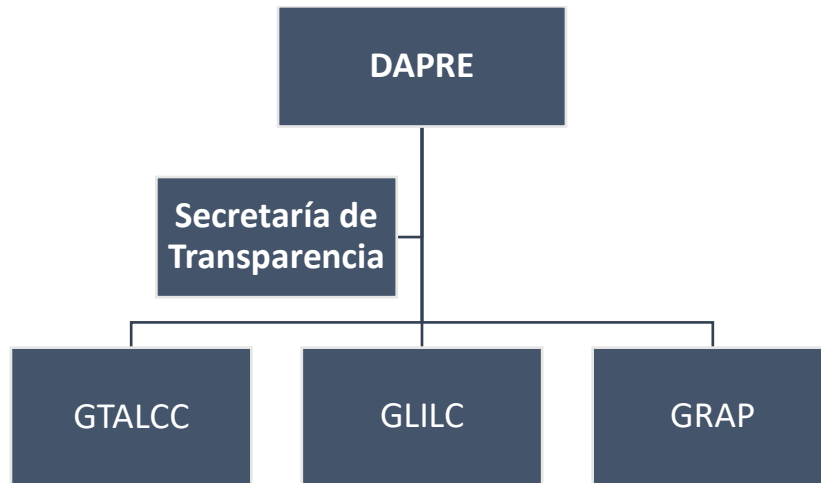 DAPRE
Secretaría de
Transparencia
GTALCC
GLILC
GRAP